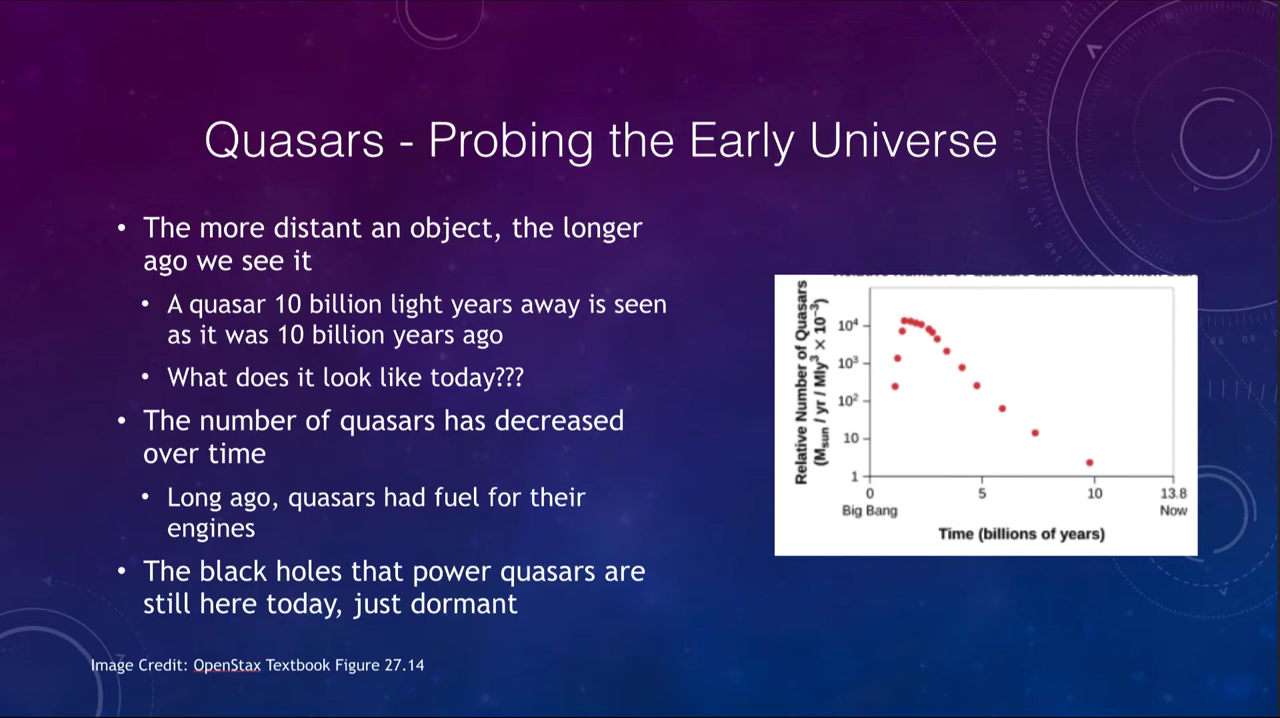 Quasars - Probing the Early Universe
• The more distant an object, the longer
ago we see it
• A quasar 10 billion light years away is seen
as it was 10 billion years ago
• What does it look like today???
• The number of quasars has decreased
over time
• Long ago, quasars had fuel for their
engines
• The black holes that power quasars are
still here today, just dormant
Image Credit: OpenStax Textbook Figure 27.14
Relative Number of Quasars
(Msun / yr / Mly³ × 10⁻³)
10⁴
10³
10²
10
1
0 5 10 13.8
Big Bang Now
Time (billions of years)